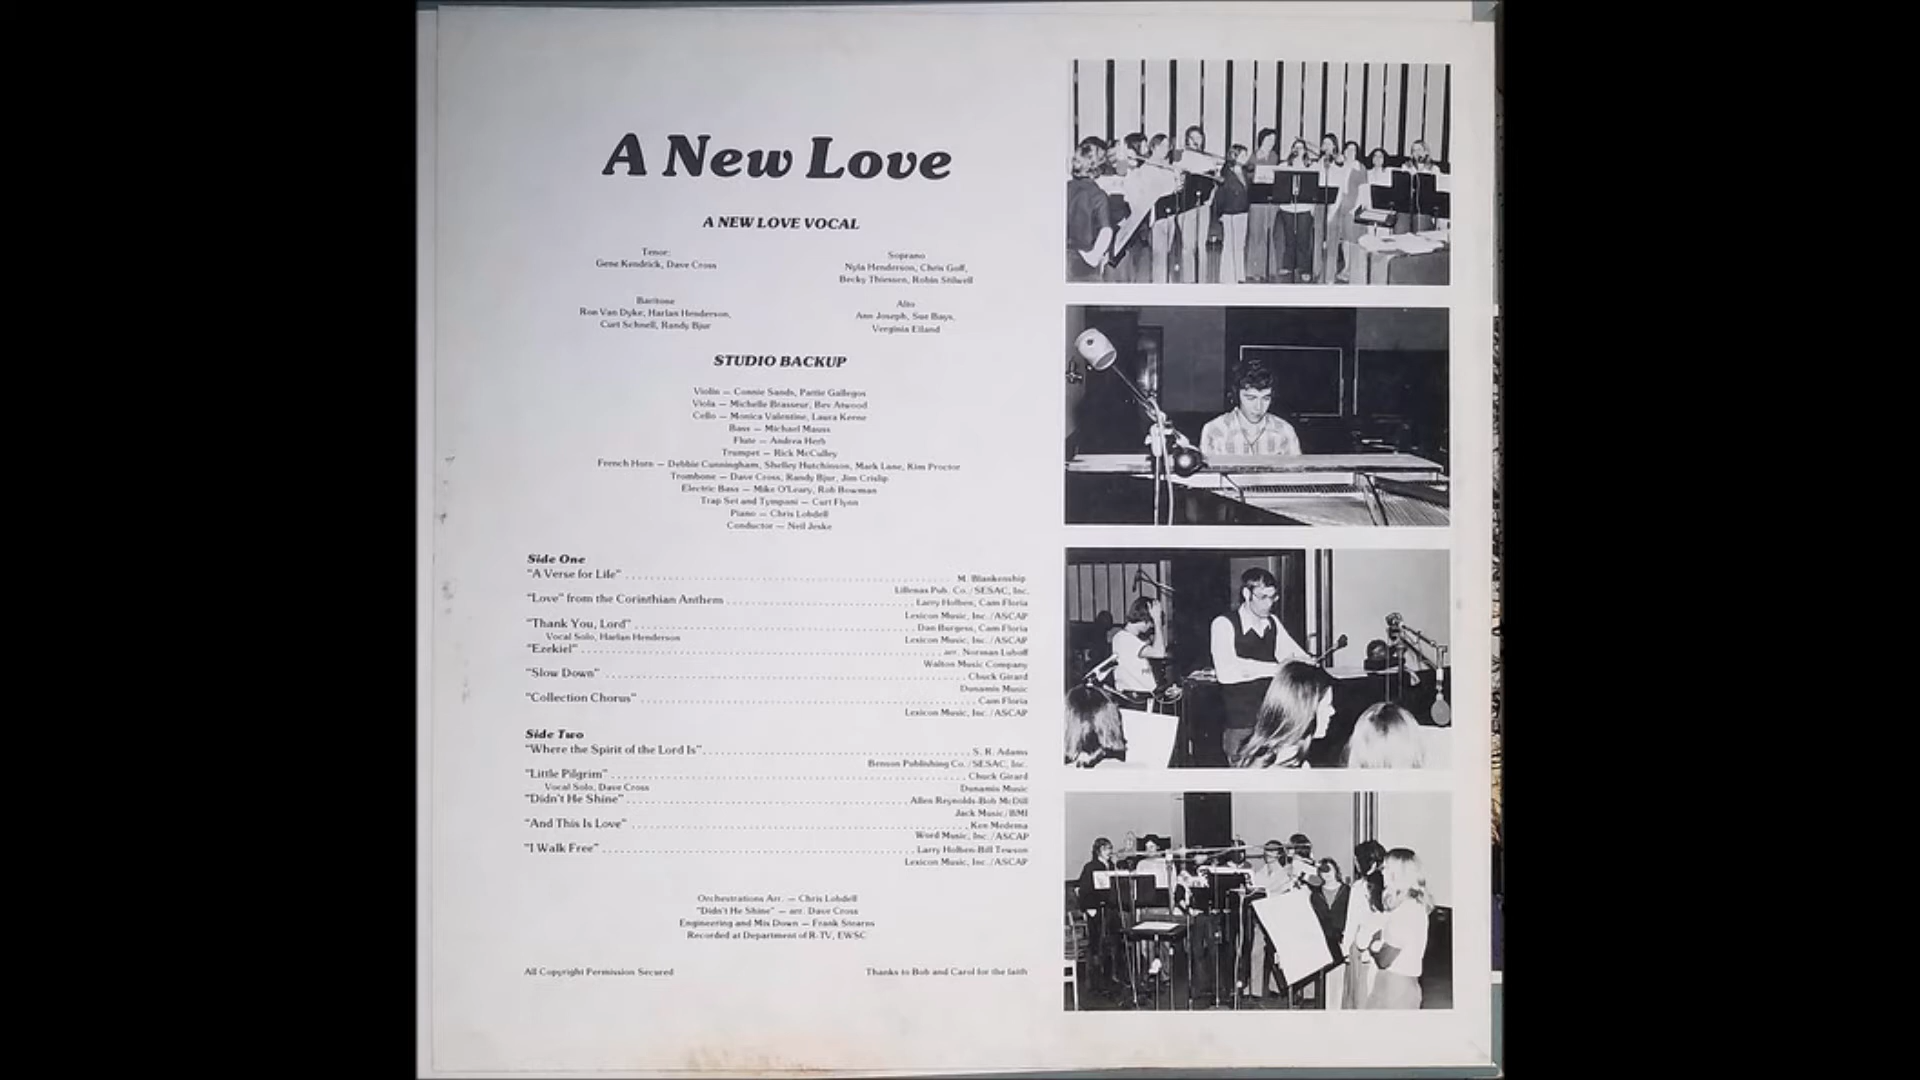 A New Love
A NEW LOVE VOCAL
Tenor:
Gene Kendrick, Dave Cross
Soprano
Nyla Henderson, Chris Goff,
Becky Thiessen, Robin Stilwell
Baritone
Ron Van Dyke, Harlan Henderson,
Curt Schnell, Randy Bjur
Alto
Ann Joseph, Sue Bays,
Verginia Eiland
STUDIO BACKUP
Violin — Connie Sands, Pattie Gallegos
Viola — Michelle Brasseur, Bev Atwood
Cello — Monica Valentine, Laura Keene
Bass — Michael Mauss
Flute — Andrea Herb
Trumpet — Rick McCulley
French Horn — Debbie Cunningham, Shelley Hutchinson, Mark Lane, Kim Proctor
Trombone — Dave Cross, Randy Bjur, Jim Crislip
Electric Bass — Mike O'Leary, Rob Bowman
Trap Set and Tympani — Curt Flynn
Piano — Chris Lobdell
Conductor — Neil Jeske
Side One
"A Verse for Life" M. Blankenship
Lillenas Pub. Co./SESAC, Inc.
"Love" from the Corinthian Anthem Larry Holben, Cam Floria
Lexicon Music, Inc./ASCAP
"Thank You, Lord" Dan Burgess, Cam Floria
Vocal Solo, Harlan Henderson Lexicon Music, Inc./ASCAP
"Ezekiel" arr. Norman Luboff
Walton Music Company
"Slow Down" Chuck Girard
Dunamis Music
"Collection Chorus" Cam Floria
Lexicon Music, Inc./ASCAP
Side Two
"Where the Spirit of the Lord Is" S. R. Adams
Benson Publishing Co./SESAC, Inc.
"Little Pilgrim" Chuck Girard
Vocal Solo, Dave Cross Dunamis Music
"Didn't He Shine" Allen Reynolds-Bob McDill
Jack Music/BMI
"And This Is Love" Ken Medema
Word Music, Inc./ASCAP
"I Walk Free" Larry Holben-Bill Tewson
Lexicon Music, Inc./ASCAP
Orchestrations Arr. — Chris Lobdell
"Didn't He Shine" — arr. Dave Cross
Engineering and Mix Down — Frank Stearns
Recorded at Department of R-TV, EWSC
All Copyright Permission Secured
Thanks to Bob and Carol for the faith